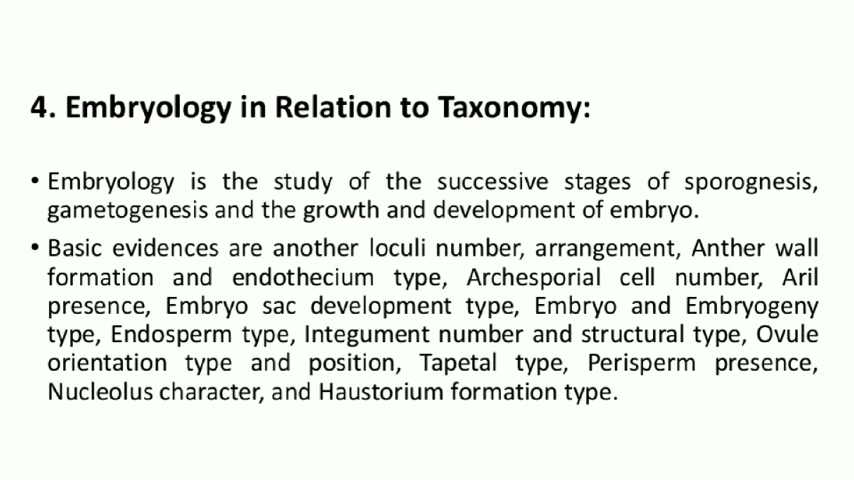 4. Embryology in Relation to Taxonomy:
• Embryology is the study of the successive stages of sporognesis,
gametogenesis and the growth and development of embryo.
• Basic evidences are another loculi number, arrangement, Anther wall
formation and endothecium type, Archesporial cell number, Aril
presence, Embryo sac development type, Embryo and Embryogeny
type, Endosperm type, Integument number and structural type, Ovule
orientation type and position, Tapetal type, Perisperm presence,
Nucleolus character, and Haustorium formation type.